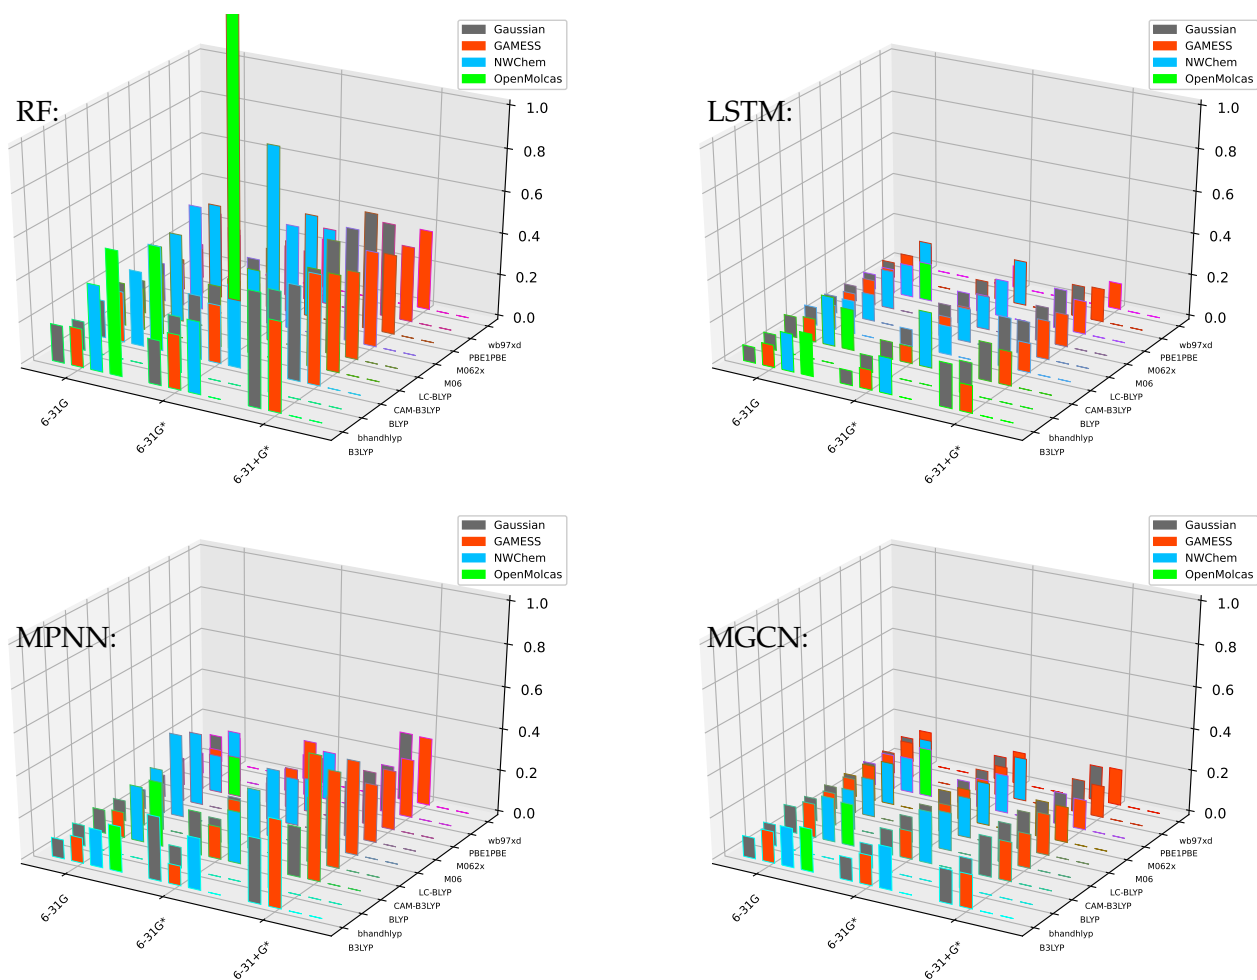 RF:
Gaussian
GAMESS
NWChem
OpenMolcas
1.0
0.8
0.6
0.4
0.2
0.0
wb97xd
PBE1PBE
M062x
M06
LC-BLYP
CAM-B3LYP
BLYP
bhandhlyp
B3LYP
6-31G
6-31G*
6-31+G*
LSTM:
Gaussian
GAMESS
NWChem
OpenMolcas
1.0
0.8
0.6
0.4
0.2
0.0
wb97xd
PBE1PBE
M062x
M06
LC-BLYP
CAM-B3LYP
BLYP
bhandhlyp
B3LYP
6-31G
6-31G*
6-31+G*
MPNN:
Gaussian
GAMESS
NWChem
OpenMolcas
1.0
0.8
0.6
0.4
0.2
0.0
wb97xd
PBE1PBE
M062x
M06
LC-BLYP
CAM-B3LYP
BLYP
bhandhlyp
B3LYP
6-31G
6-31G*
6-31+G*
MGCN:
Gaussian
GAMESS
NWChem
OpenMolcas
1.0
0.8
0.6
0.4
0.2
0.0
wb97xd
PBE1PBE
M062x
M06
LC-BLYP
CAM-B3LYP
BLYP
bhandhlyp
B3LYP
6-31G
6-31G*
6-31+G*